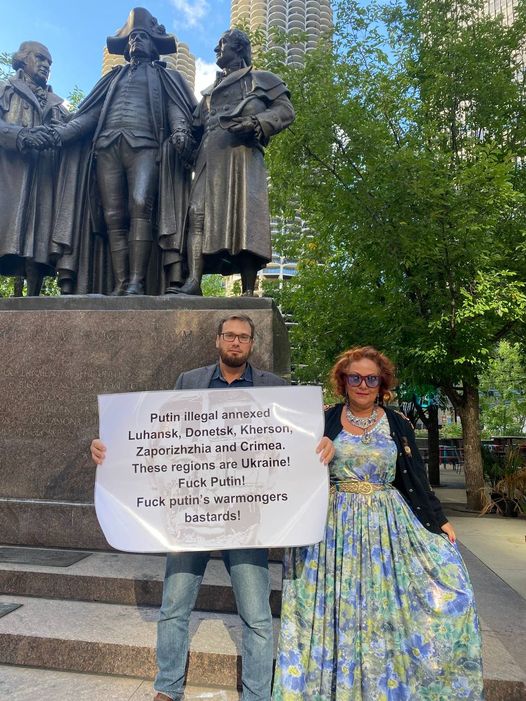 Putin illegal annexed
Luhansk, Donetsk, Kherson,
Zaporizhzhia and Crimea.
These regions are Ukraine!
Fuck Putin!
Fuck putin's warmongers
bastards!